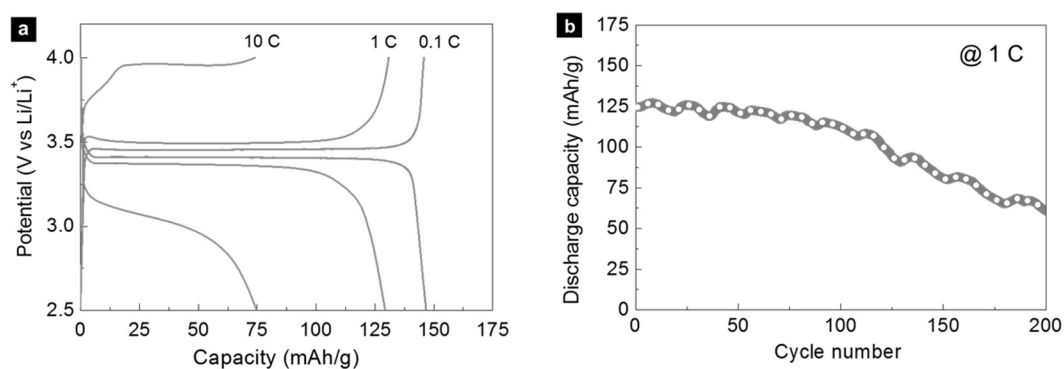 a
10 C
1 C
0.1 C
4.0
3.5
3.0
2.5
Potential (V vs Li/Li⁺)
0
25
50
75
100
125
150
175
Capacity (mAh/g)
b
@ 1 C
175
150
125
100
75
50
25
0
Discharge capacity (mAh/g)
0
50
100
150
200
Cycle number